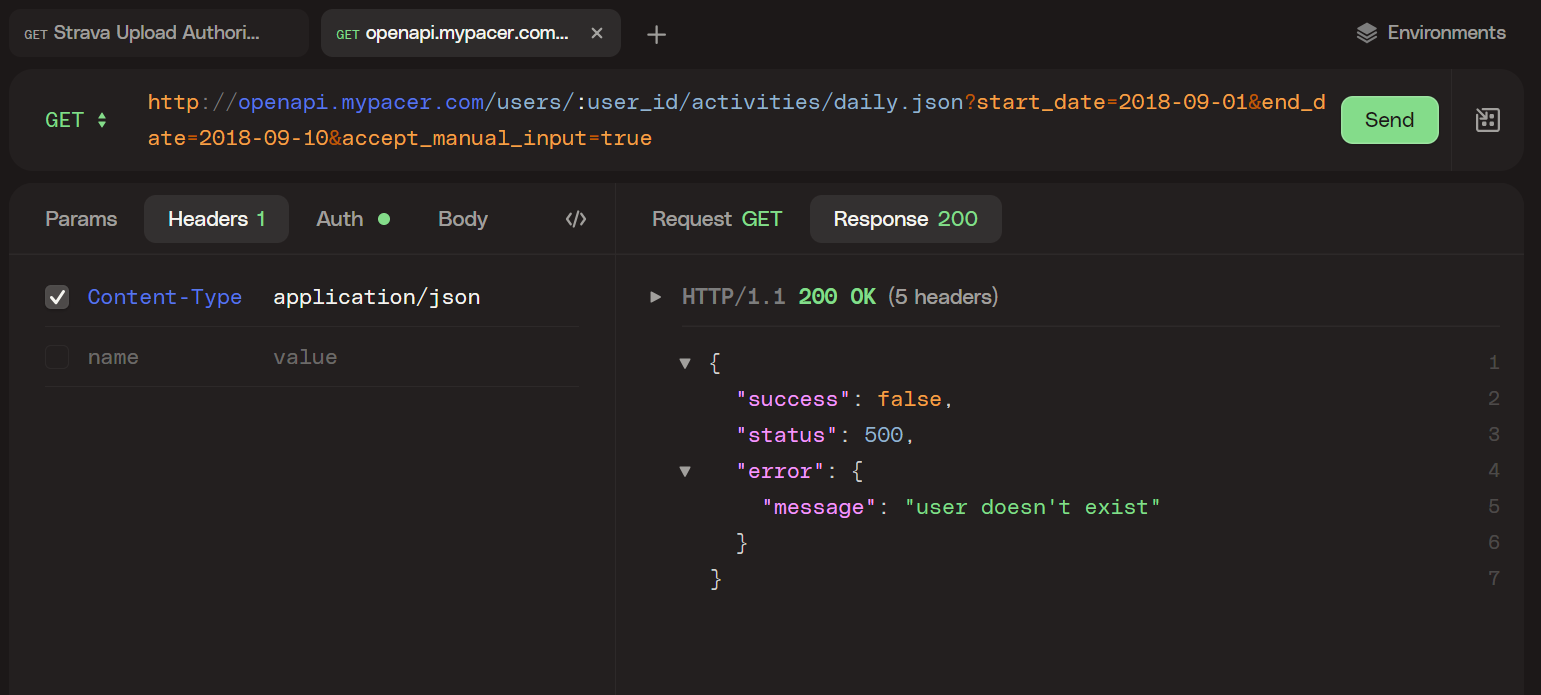 GET Strava Upload Authori...
GET openapi.mypacer.com... × +
Environments
GET
http://openapi.mypacer.com/users/:user_id/activities/daily.json?start_date=2018-09-01&end_d
ate=2018-09-10&accept_manual_input=true
Send
Params Headers 1 Auth Body </>
Content-Type application/json
name value
Request GET Response 200
HTTP/1.1 200 OK (5 headers)
{ 1
"success": false, 2
"status": 500, 3
"error": { 4
"message": "user doesn't exist" 5
} 6
} 7